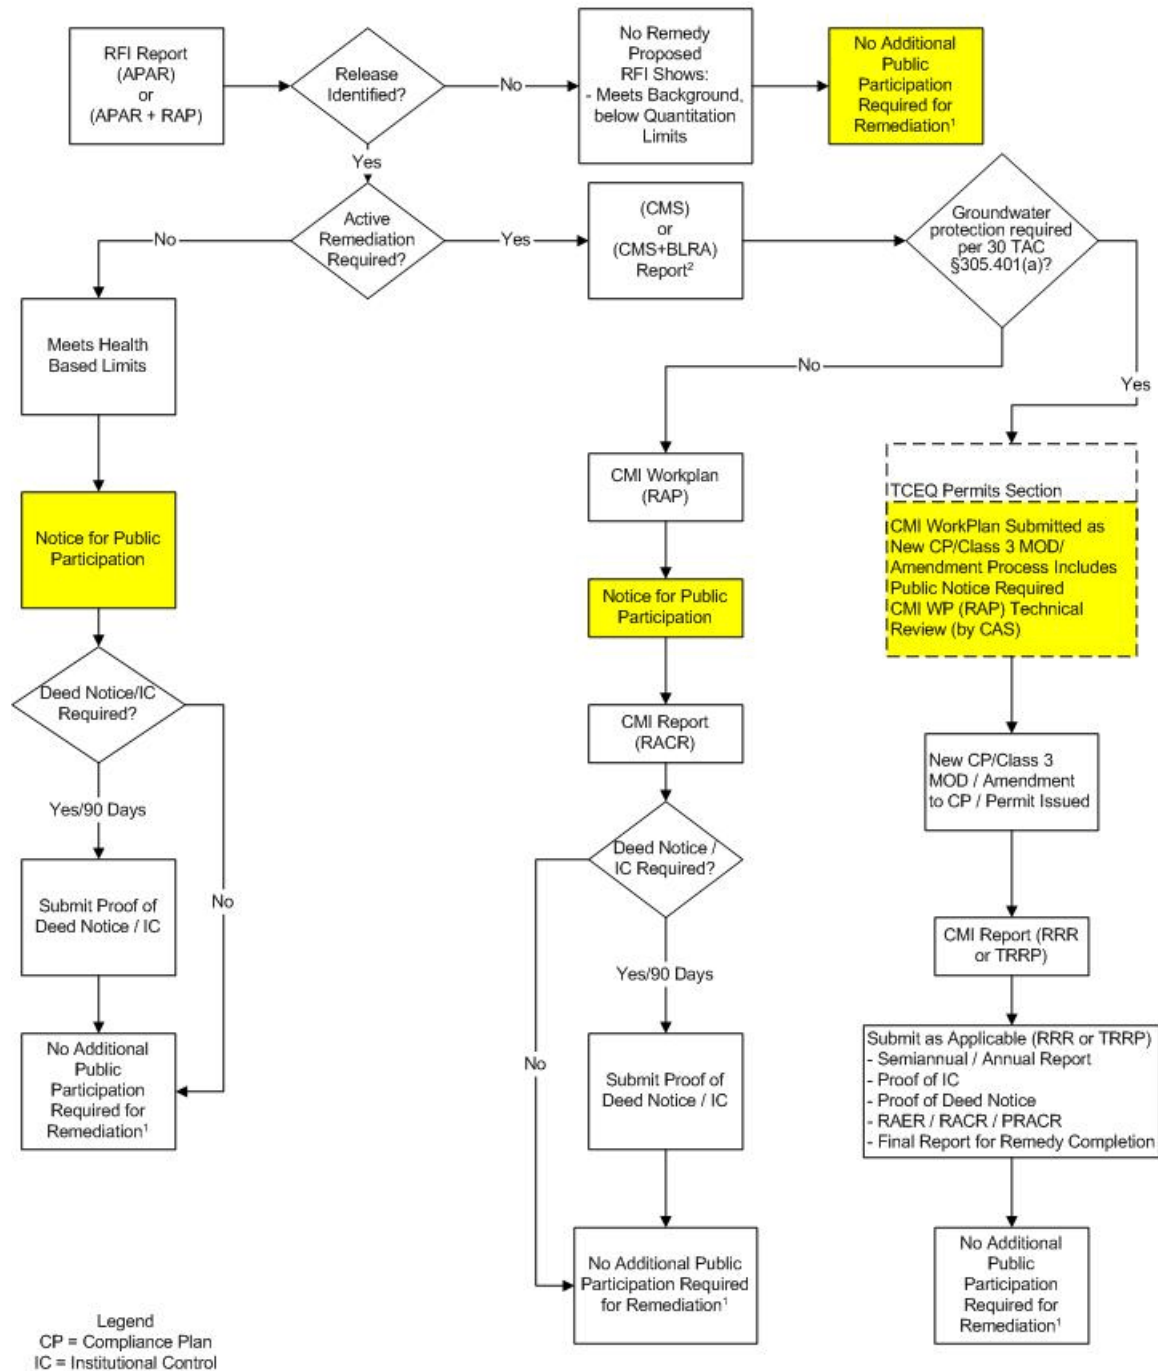 RFI Report
(APAR)
or
(APAR + RAP)
Release
Identified?
No
No Remedy
Proposed
RFI Shows:
- Meets Background,
below Quantitation
Limits
No Additional
Public
Participation
Required for
Remediation¹
Yes
Active
Remediation
Required?
No
Yes
(CMS)
or
(CMS+BLRA)
Report²
Groundwater
protection required
per 30 TAC
§305.401(a)?
No
Yes
Meets Health
Based Limits
Notice for Public
Participation
Deed Notice/IC
Required?
Yes/90 Days
No
Submit Proof of
Deed Notice / IC
No Additional
Public
Participation
Required for
Remediation¹
CMI Workplan
(RAP)
Notice for Public
Participation
CMI Report
(RACR)
Deed Notice /
IC Required?
Yes/90 Days
No
Submit Proof of
Deed Notice / IC
No Additional Public
Participation Required
for Remediation¹
TCEQ Permits Section
CMI WorkPlan Submitted as
New CP/Class 3 MOD/
Amendment Process Includes
Public Notice Required
CMI WP (RAP) Technical
Review (by CAS)
New CP/Class 3
MOD / Amendment
to CP / Permit Issued
CMI Report (RRR
or TRRP)
Submit as Applicable (RRR or TRRP)
- Semiannual / Annual Report
- Proof of IC
- Proof of Deed Notice
- RAER / RACR / PRACR
- Final Report for Remedy Completion
No Additional
Public
Participation
Required for
Remediation¹
Legend
CP = Compliance Plan
IC = Institutional Control